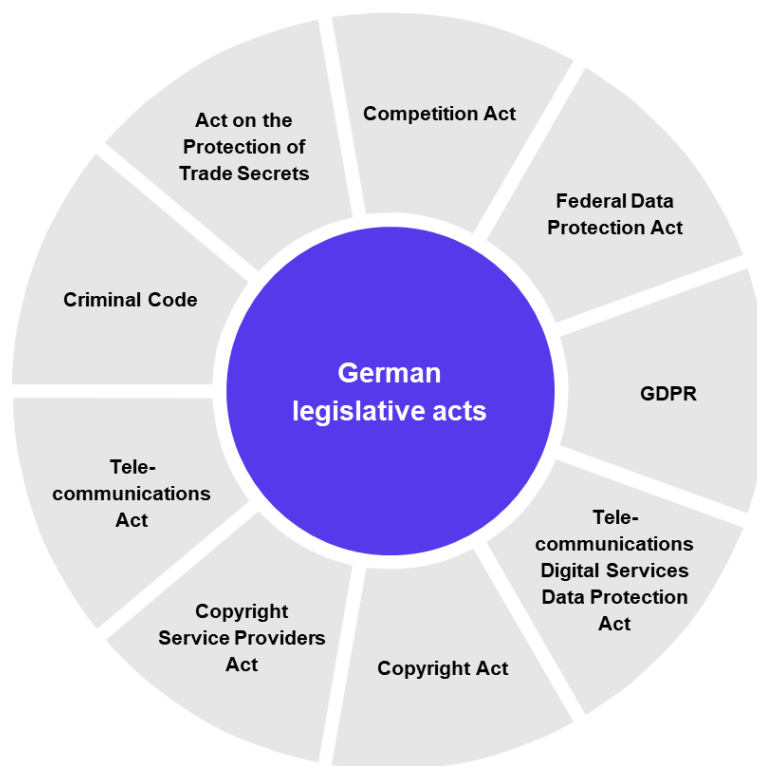 Competition Act
Federal Data
Protection Act
GDPR
Tele-
communications
Digital Services
Data Protection
Act
Copyright Act
Copyright
Service Providers
Act
Tele-
communications
Act
Criminal Code
Act on the
Protection of
Trade Secrets
German
legislative acts